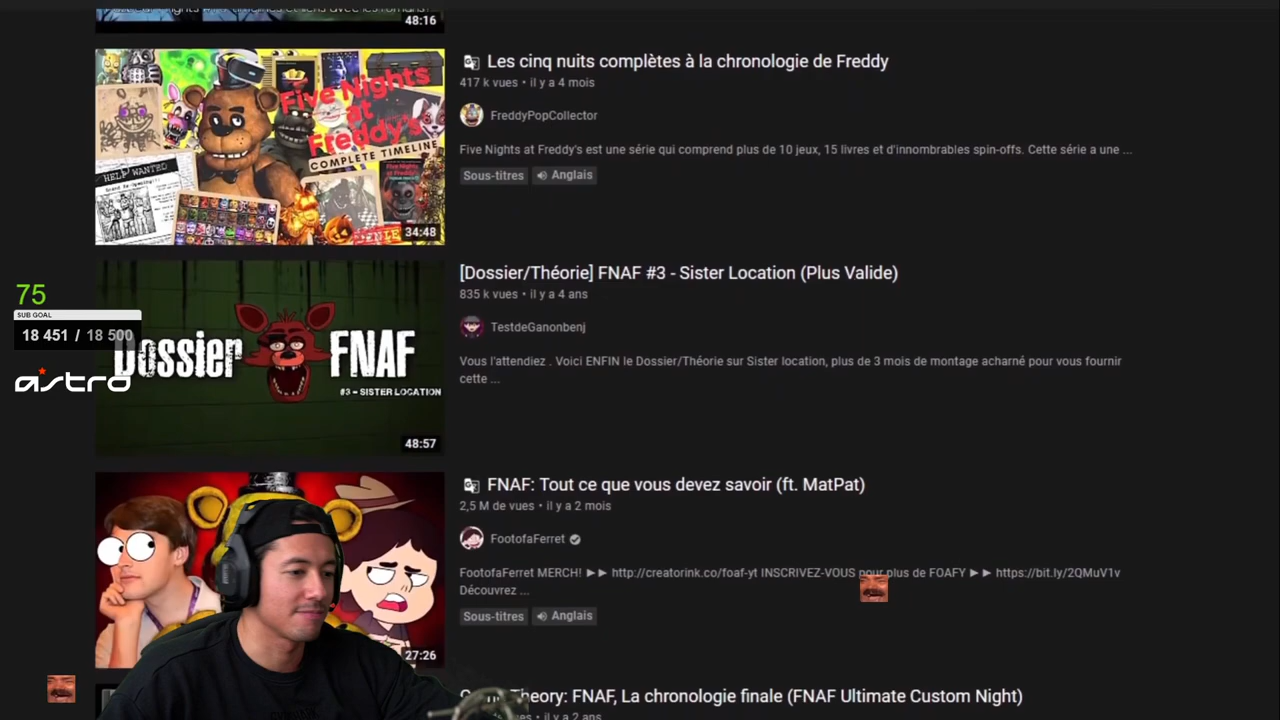 48:16
Five Nights
at
Freddy's
COMPLETE TIMELINE
HELP WANTED
34:48
Les cinq nuits complètes à la chronologie de Freddy
417 k vues • il y a 4 mois
FreddyPopCollector
Five Nights at Freddy's est une série qui comprend plus de 10 jeux, 15 livres et d'innombrables spin-offs. Cette série a une ...
Sous-titres
Anglais
75
SUB GOAL
18 451 / 18 500
astro
Dossier FNAF
#3 - SISTER LOCATION
48:57
[Dossier/Théorie] FNAF #3 - Sister Location (Plus Valide)
835 k vues • il y a 4 ans
TestdeGanonbenj
Vous l'attendiez . Voici ENFIN le Dossier/Théorie sur Sister location, plus de 3 mois de montage acharné pour vous fournir
cette ...
27:26
FNAF: Tout ce que vous devez savoir (ft. MatPat)
2,5 M de vues • il y a 2 mois
FootofaFerret
FootofaFerret MERCH! ►► http://creatorink.co/foaf-yt INSCRIVEZ-VOUS pour plus de FOAFY ►► https://bit.ly/2QMuV1v
Découvrez ...
Sous-titres
Anglais
Theory: FNAF, La chronologie finale (FNAF Ultimate Custom Night)
vues • il y a 2 ans